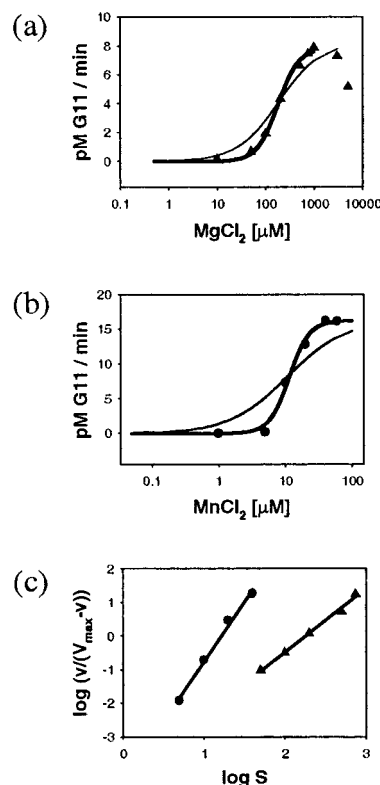 (a)
pM G11 / min
10
8
6
4
2
0
0.1 1 10 100 1000 10000
MgCl2 [µM]
(b)
pM G11 / min
20
15
10
5
0
0.1 1 10 100
MnCl2 [µM]
(c)
log (v/(Vmax-v))
2
1
0
-1
-2
-3
0 1 2 3
log S